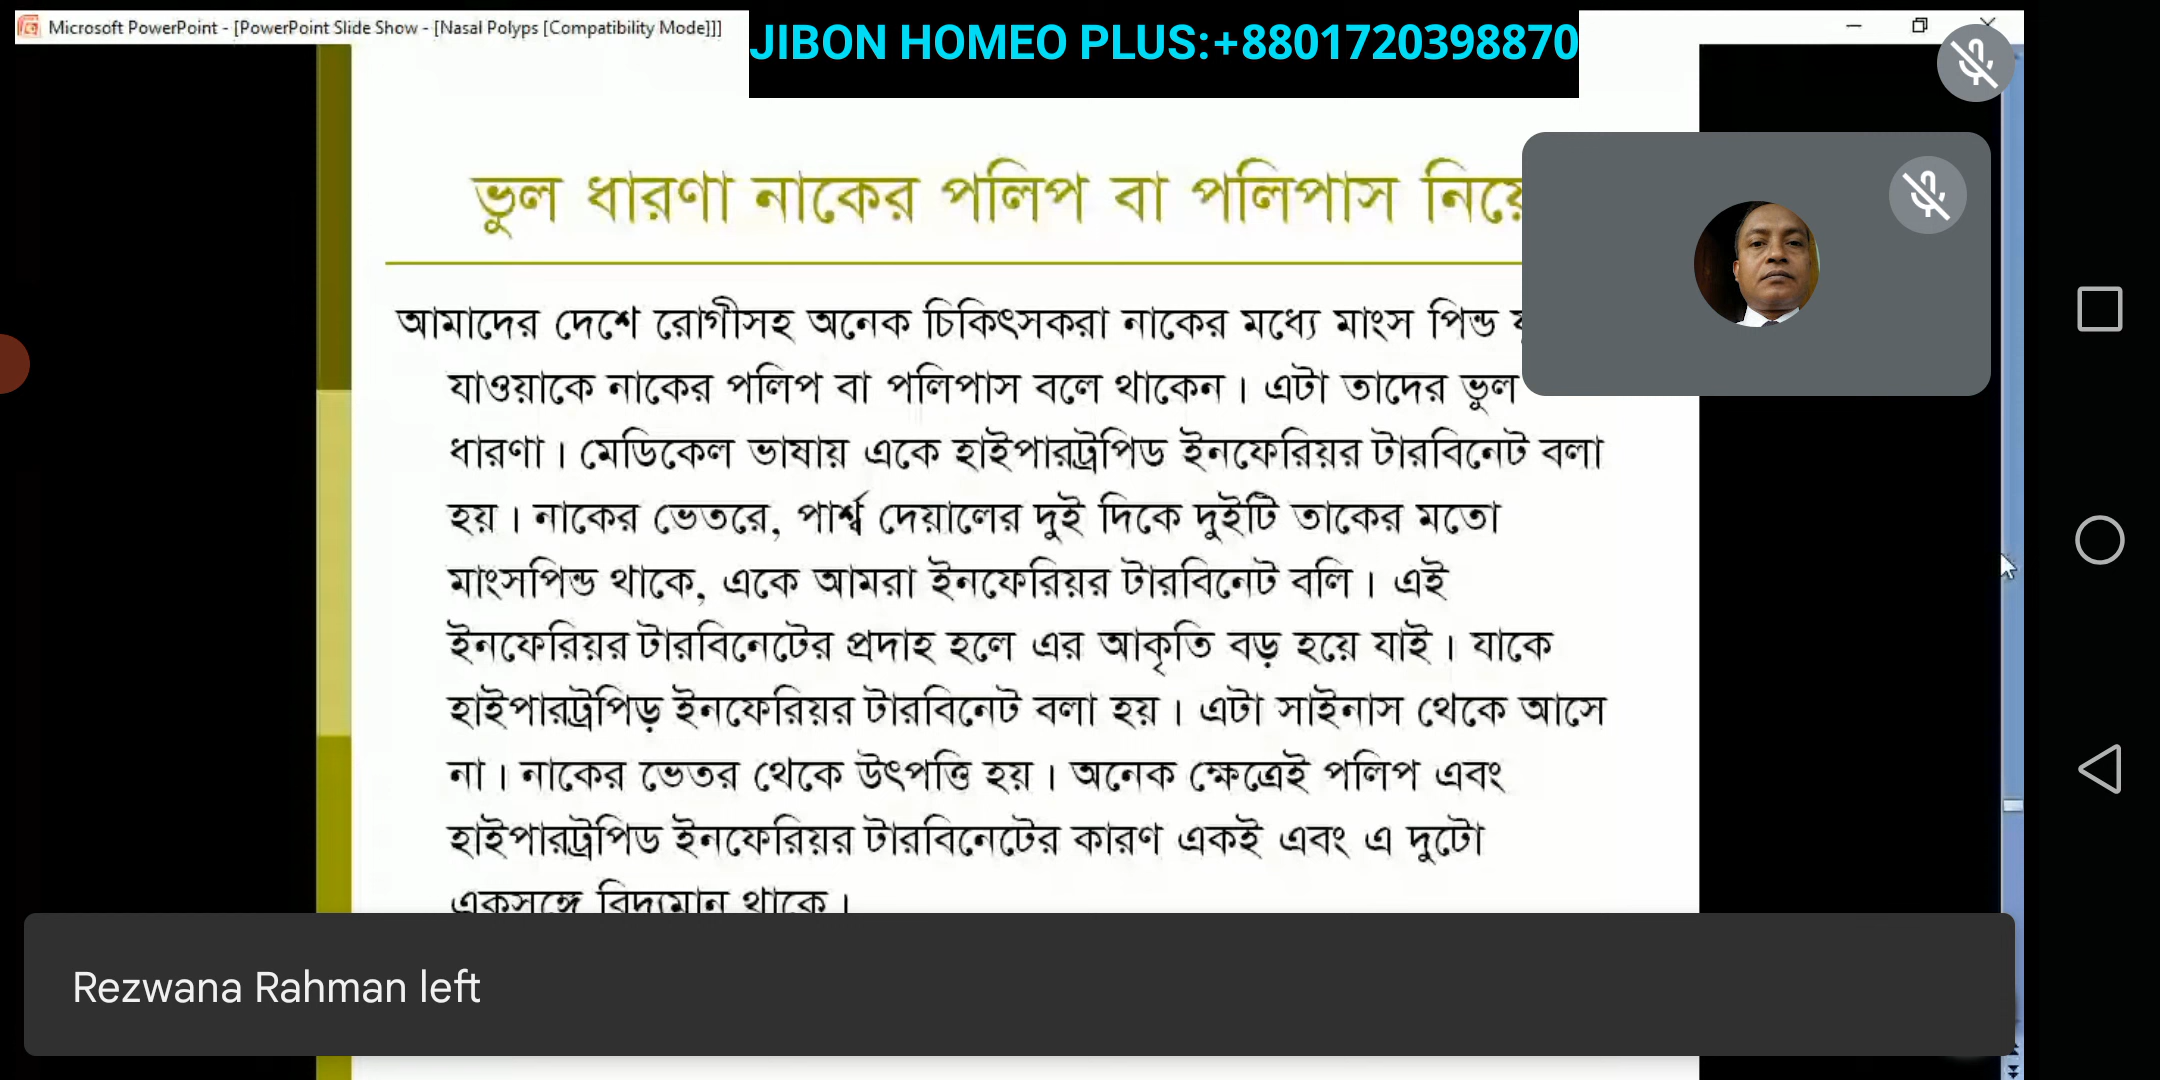 Microsoft PowerPoint - [PowerPoint Slide Show - [Nasal Polyps [Compatibility Mode]]]
JIBON HOMEO PLUS:+8801720398870
ভুল ধারণা নাকের পলিপ বা পলিপাস নিয়ে
আমাদের দেশে রোগীসহ অনেক চিকিৎসকরা নাকের মধ্যে মাংস পিন্ড
যাওয়াকে নাকের পলিপ বা পলিপাস বলে থাকেন। এটা তাদের ভুল
ধারণা। মেডিকেল ভাষায় একে হাইপারট্রপিড ইনফেরিয়র টারবিনেট বলা
হয়। নাকের ভেতরে, পার্শ্ব দেয়ালের দুই দিকে দুইটি তাকের মতো
মাংসপিন্ড থাকে, একে আমরা ইনফেরিয়র টারবিনেট বলি। এই
ইনফেরিয়র টারবিনেটের প্রদাহ হলে এর আকৃতি বড় হয়ে যাই। যাকে
হাইপারট্রপিড় ইনফেরিয়র টারবিনেট বলা হয়। এটা সাইনাস থেকে আসে
না। নাকের ভেতর থেকে উৎপত্তি হয়। অনেক ক্ষেত্রেই পলিপ এবং
হাইপারট্রপিড ইনফেরিয়র টারবিনেটের কারণ একই এবং এ দুটো
একসঙ্গে বিদ্যমান থাকে।
Rezwana Rahman left